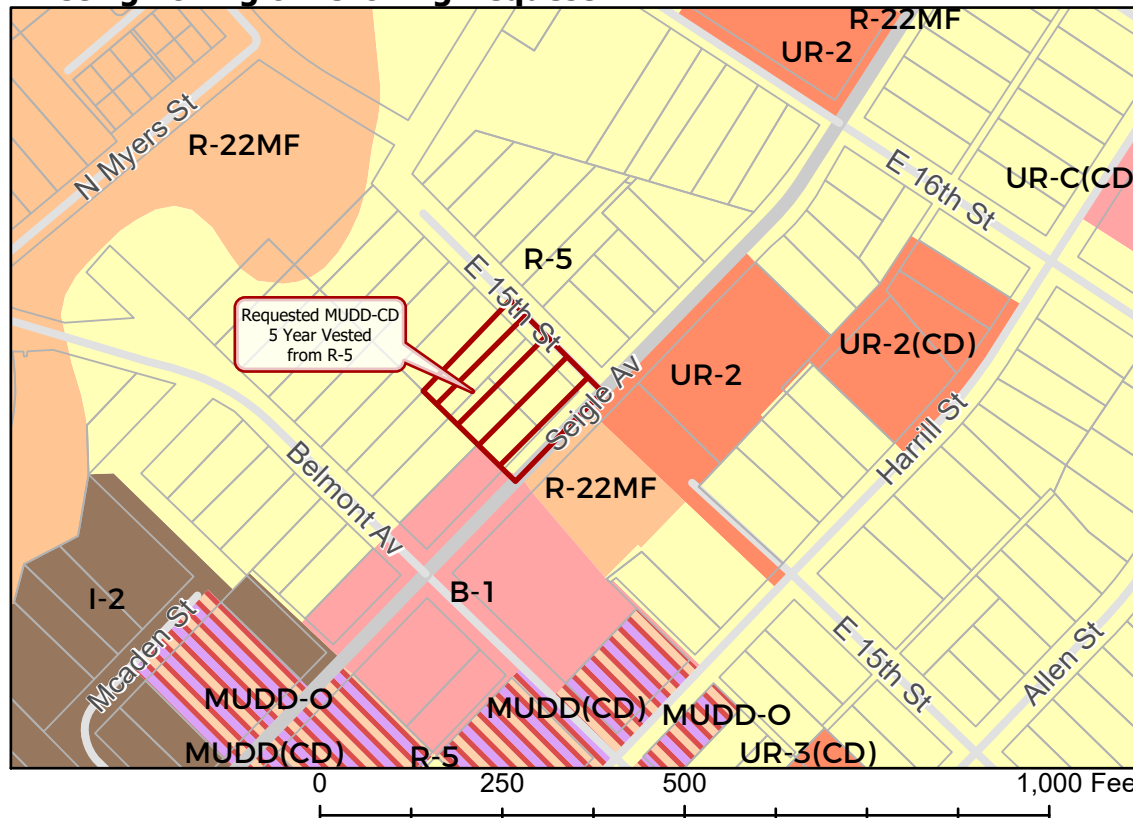 R-22MF
UR-2
N Myers St
R-22MF
E 16th St
UR-C(CD
E 15th St
R-5
Requested MUDD-CD
5 Year Vested
from R-5
UR-2(CD)
UR-2
Seigle Av
Harrill St
Belmont Av
R-22MF
I-2
B-1
Mcaden St
E 15th St
Allen St
MUDD-O
MUDD(CD)
MUDD-O
MUDD(CD)
R-5
UR-3(CD)
0 250 500 1,000 Fee